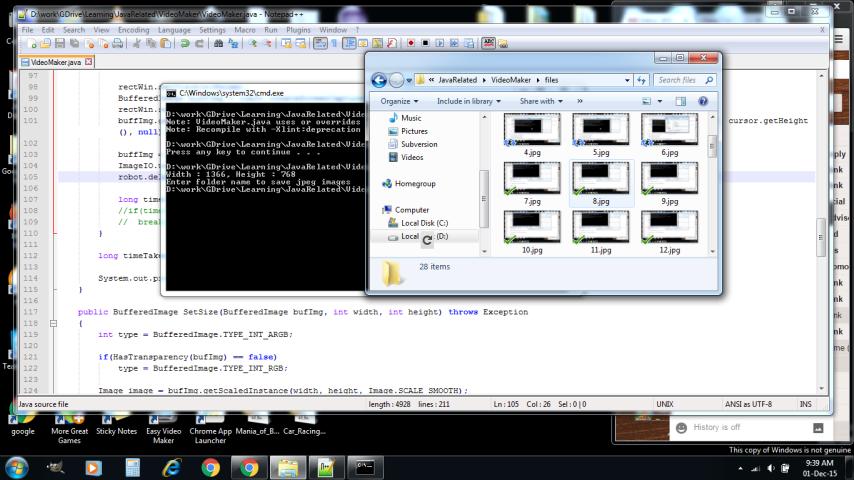 D:\work\GDrive\Learning\JavaRelated\VideoMaker\VideoMaker.java - Notepad++
File Edit Search View Encoding Language Settings Macro Run Plugins Window ? X
VideoMaker.java
97
98 rectWin.
99 Buffered
100 rectWin.
101 buffImg.g cursor.getHeight
(), null)
102
103 buffImg =
104 ImageIO.w
105 robot.del
106
107 long time
108 //if(time
109 // break
110 }
111
112 long timeTake
113
114 System.out.pr
115 }
116
117 public BufferedImage SetSize(BufferedImage bufImg, int width, int height) throws Exception
118 {
119 int type = BufferedImage.TYPE_INT_ARGB;
120
121 if(HasTransparency(bufImg) == false)
122 type = BufferedImage.TYPE_INT_RGB;
123
124 Image image = bufImg.getScaledInstance(width, height, Image.SCALE_SMOOTH);
Java source file length : 4928 lines : 211 Ln : 105 Col : 26 Sel : 0 | 0 UNIX ANSI as UTF-8 INS
C:\Windows\system32\cmd.exe
D:\work\GDrive\Learning\JavaRelated\Vide
Note: VideoMaker.java uses or overrides
Note: Recompile with -Xlint:deprecation
D:\work\GDrive\Learning\JavaRelated\Vide
Press any key to continue . . .
D:\work\GDrive\Learning\JavaRelated\Vide
Width : 1366, Height : 768
Enter folder name to save jpeg images
D:\work\GDrive\Learning\JavaRelated\Vide
« JavaRelated VideoMaker files Search files
Organize Include in library Share with »
Music
Pictures
Subversion
Videos
Homegroup
Computer
Local Disk (C:)
Local (D:)
4.jpg 5.jpg 6.jpg
7.jpg 8.jpg 9.jpg
10.jpg 11.jpg 12.jpg
28 items
google More Great Games Sticky Notes Easy Video Maker Chrome App Launcher Mania_of_B... Car_Racing...
History is off
This copy of Windows is not genuine
9:39 AM
01-Dec-15